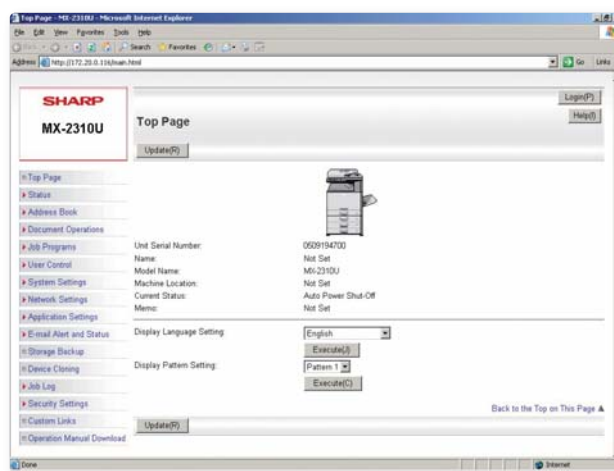 Top Page - MX-2310U - Microsoft Internet Explorer
File Edit View Favorites Tools Help
Search Favorites
Address http://172.20.0.116/main.html Go Links
SHARP
MX-2310U
Login(P)
Top Page
Help(I)
Update(R)
Top Page
Status
Address Book
Document Operations
Job Programs
User Control
System Settings
Network Settings
Application Settings
E-mail Alert and Status
Storage Backup
Device Cloning
Job Log
Security Settings
Custom Links
Operation Manual Download
Unit Serial Number: 0509194700
Name: Not Set
Model Name: MX-2310U
Machine Location: Not Set
Current Status: Auto Power Shut-Off
Memo: Not Set
Display Language Setting: English
Execute(J)
Display Pattern Setting: Pattern 1
Execute(C)
Back to the Top on This Page ▲
Update(R)
Done Internet